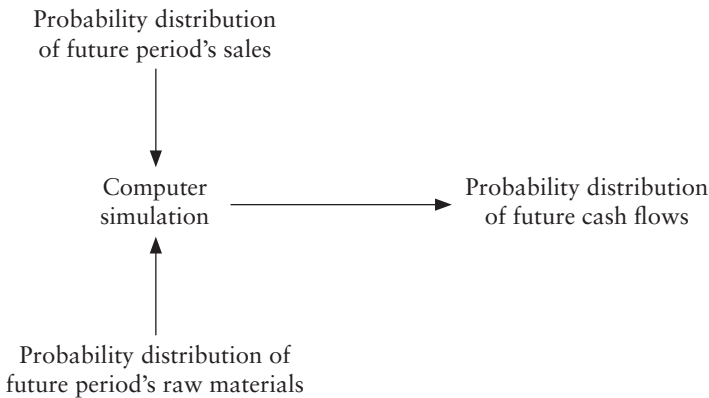 Probability distribution
of future period's sales
Computer
simulation
Probability distribution
of future cash flows
Probability distribution of
future period's raw materials